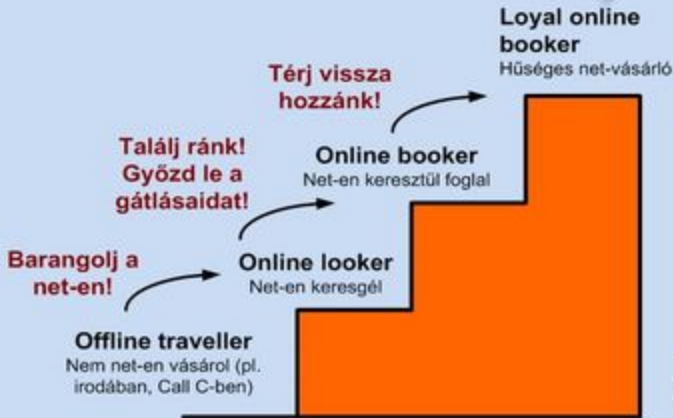 Loyal online
booker
Hűséges net-vásárló
Térj vissza
hozzánk!
Találj ránk!
Győzd le a
gátlásaidat!
Online booker
Net-en keresztül foglal
Barangolj a
net-en!
Online looker
Net-en keresgél
Offline traveller
Nem net-en vásárol (pl.
irodában, Call C-ben)